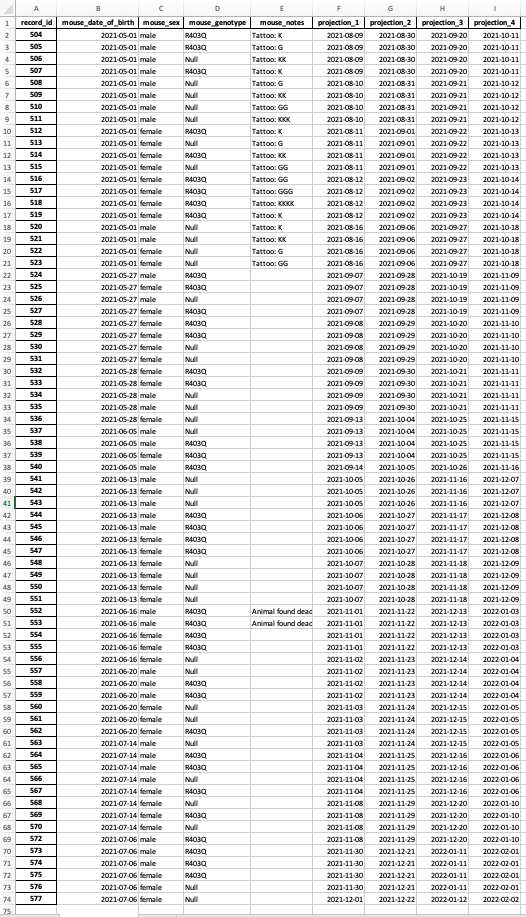 A B C D E F G H I
1 record_id mouse_date_of_birth mouse_sex mouse_genotype mouse_notes projection_1 projection_2 projection_3 projection_4
2 504 2021-05-01 male R403Q Tattoo: K 2021-08-09 2021-08-30 2021-09-20 2021-10-11
3 505 2021-05-01 male R403Q Tattoo: G 2021-08-09 2021-08-30 2021-09-20 2021-10-11
4 506 2021-05-01 male Null Tattoo: KK 2021-08-09 2021-08-30 2021-09-20 2021-10-11
5 507 2021-05-01 male R403Q Tattoo: K 2021-08-09 2021-08-30 2021-09-20 2021-10-11
6 508 2021-05-01 male Null Tattoo: G 2021-08-10 2021-08-31 2021-09-21 2021-10-12
7 509 2021-05-01 male Null Tattoo: KK 2021-08-10 2021-08-31 2021-09-21 2021-10-12
8 510 2021-05-01 male Null Tattoo: GG 2021-08-10 2021-08-31 2021-09-21 2021-10-12
9 511 2021-05-01 male Null Tattoo: KKK 2021-08-10 2021-08-31 2021-09-21 2021-10-12
10 512 2021-05-01 female R403Q Tattoo: K 2021-08-11 2021-09-01 2021-09-22 2021-10-13
11 513 2021-05-01 female Null Tattoo: G 2021-08-11 2021-09-01 2021-09-22 2021-10-13
12 514 2021-05-01 female R403Q Tattoo: KK 2021-08-11 2021-09-01 2021-09-22 2021-10-13
13 515 2021-05-01 female Null Tattoo: GG 2021-08-11 2021-09-01 2021-09-22 2021-10-13
14 516 2021-05-01 female R403Q Tattoo: GG 2021-08-12 2021-09-02 2021-09-23 2021-10-14
15 517 2021-05-01 female R403Q Tattoo: GGG 2021-08-12 2021-09-02 2021-09-23 2021-10-14
16 518 2021-05-01 female R403Q Tattoo: KKKK 2021-08-12 2021-09-02 2021-09-23 2021-10-14
17 519 2021-05-01 female R403Q Tattoo: K 2021-08-12 2021-09-02 2021-09-23 2021-10-14
18 520 2021-05-01 male Null Tattoo: K 2021-08-16 2021-09-06 2021-09-27 2021-10-18
19 521 2021-05-01 male Null Tattoo: KK 2021-08-16 2021-09-06 2021-09-27 2021-10-18
20 522 2021-05-01 female Null Tattoo: G 2021-08-16 2021-09-06 2021-09-27 2021-10-18
21 523 2021-05-01 female Null Tattoo: GG 2021-08-16 2021-09-06 2021-09-27 2021-10-18
22 524 2021-05-27 male R403Q 2021-09-07 2021-09-28 2021-10-19 2021-11-09
23 525 2021-05-27 female R403Q 2021-09-07 2021-09-28 2021-10-19 2021-11-09
24 526 2021-05-27 male Null 2021-09-07 2021-09-28 2021-10-19 2021-11-09
25 527 2021-05-27 female R403Q 2021-09-07 2021-09-28 2021-10-19 2021-11-09
26 528 2021-05-27 female R403Q 2021-09-08 2021-09-29 2021-10-20 2021-11-10
27 529 2021-05-27 female R403Q 2021-09-08 2021-09-29 2021-10-20 2021-11-10
28 530 2021-05-27 female Null 2021-09-08 2021-09-29 2021-10-20 2021-11-10
29 531 2021-05-27 female Null 2021-09-08 2021-09-29 2021-10-20 2021-11-10
30 532 2021-05-28 female R403Q 2021-09-09 2021-09-30 2021-10-21 2021-11-11
31 533 2021-05-28 female R403Q 2021-09-09 2021-09-30 2021-10-21 2021-11-11
32 534 2021-05-28 male Null 2021-09-09 2021-09-30 2021-10-21 2021-11-11
33 535 2021-05-28 male Null 2021-09-09 2021-09-30 2021-10-21 2021-11-11
34 536 2021-05-28 female Null 2021-09-13 2021-10-04 2021-10-25 2021-11-15
35 537 2021-06-05 male Null 2021-09-13 2021-10-04 2021-10-25 2021-11-15
36 538 2021-06-05 male R403Q 2021-09-13 2021-10-04 2021-10-25 2021-11-15
37 539 2021-06-05 female R403Q 2021-09-13 2021-10-04 2021-10-25 2021-11-15
38 540 2021-06-05 male R403Q 2021-09-14 2021-10-05 2021-10-26 2021-11-16
39 541 2021-06-13 male Null 2021-10-05 2021-10-26 2021-11-16 2021-12-07
40 542 2021-06-13 female Null 2021-10-05 2021-10-26 2021-11-16 2021-12-07
41 543 2021-06-13 male Null 2021-10-05 2021-10-26 2021-11-16 2021-12-07
42 544 2021-06-13 male R403Q 2021-10-06 2021-10-27 2021-11-17 2021-12-08
43 545 2021-06-13 male R403Q 2021-10-06 2021-10-27 2021-11-17 2021-12-08
44 546 2021-06-13 female R403Q 2021-10-06 2021-10-27 2021-11-17 2021-12-08
45 547 2021-06-13 female R403Q 2021-10-06 2021-10-27 2021-11-17 2021-12-08
46 548 2021-06-13 female Null 2021-10-07 2021-10-28 2021-11-18 2021-12-09
47 549 2021-06-13 female Null 2021-10-07 2021-10-28 2021-11-18 2021-12-09
48 550 2021-06-13 female Null 2021-10-07 2021-10-28 2021-11-18 2021-12-09
49 551 2021-06-13 female Null 2021-10-07 2021-10-28 2021-11-18 2021-12-09
50 552 2021-06-16 male R403Q Animal found dead 2021-11-01 2021-11-22 2021-12-13 2022-01-03
51 553 2021-06-16 male R403Q Animal found dead 2021-11-01 2021-11-22 2021-12-13 2022-01-03
52 554 2021-06-16 female R403Q 2021-11-01 2021-11-22 2021-12-13 2022-01-03
53 555 2021-06-16 female R403Q 2021-11-01 2021-11-22 2021-12-13 2022-01-03
54 556 2021-06-16 female Null 2021-11-02 2021-11-23 2021-12-14 2022-01-04
55 557 2021-06-20 male Null 2021-11-02 2021-11-23 2021-12-14 2022-01-04
56 558 2021-06-20 male R403Q 2021-11-02 2021-11-23 2021-12-14 2022-01-04
57 559 2021-06-20 male R403Q 2021-11-02 2021-11-23 2021-12-14 2022-01-04
58 560 2021-06-20 female Null 2021-11-03 2021-11-24 2021-12-15 2022-01-05
59 561 2021-06-20 female Null 2021-11-03 2021-11-24 2021-12-15 2022-01-05
60 562 2021-06-20 female R403Q 2021-11-03 2021-11-24 2021-12-15 2022-01-05
61 563 2021-07-14 male Null 2021-11-03 2021-11-24 2021-12-15 2022-01-05
62 564 2021-07-14 male R403Q 2021-11-04 2021-11-25 2021-12-16 2022-01-06
63 565 2021-07-14 male R403Q 2021-11-04 2021-11-25 2021-12-16 2022-01-06
64 566 2021-07-14 male Null 2021-11-04 2021-11-25 2021-12-16 2022-01-06
65 567 2021-07-14 female R403Q 2021-11-04 2021-11-25 2021-12-16 2022-01-06
66 568 2021-07-14 female Null 2021-11-08 2021-11-29 2021-12-20 2022-01-10
67 569 2021-07-14 female R403Q 2021-11-08 2021-11-29 2021-12-20 2022-01-10
68 570 2021-07-14 female Null 2021-11-08 2021-11-29 2021-12-20 2022-01-10
69 572 2021-07-06 male R403Q 2021-11-08 2021-11-29 2021-12-20 2022-01-10
70 573 2021-07-06 male R403Q 2021-11-30 2021-12-21 2022-01-11 2022-02-01
71 574 2021-07-06 male R403Q 2021-11-30 2021-12-21 2022-01-11 2022-02-01
72 575 2021-07-06 male R403Q 2021-11-30 2021-12-21 2022-01-11 2022-02-01
73 576 2021-07-06 female Null 2021-11-30 2021-12-21 2022-01-11 2022-02-01
74 577 2021-07-06 female Null 2021-12-01 2021-12-22 2022-01-12 2022-02-02
75